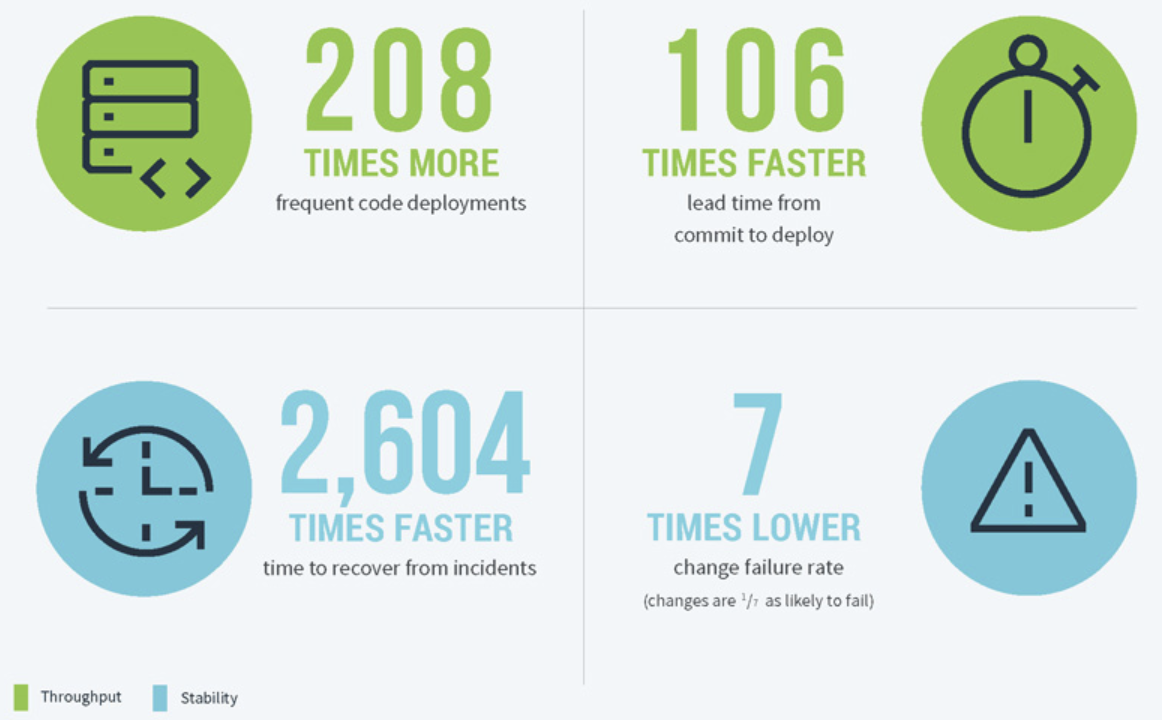 208
TIMES MORE
frequent code deployments
106
TIMES FASTER
lead time from
commit to deploy
2,604
TIMES FASTER
time to recover from incidents
7
TIMES LOWER
change failure rate
(changes are 1/7 as likely to fail)
Throughput
Stability